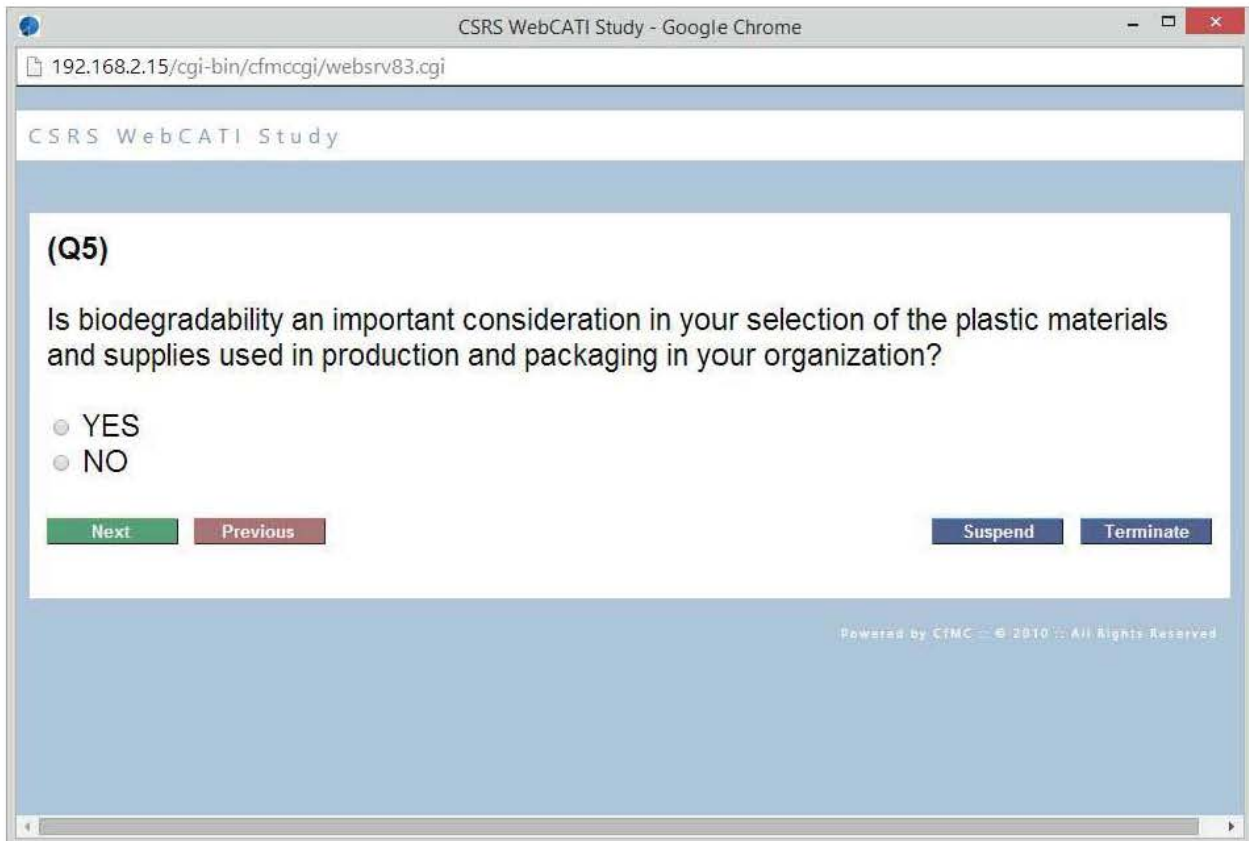 CSRS WebCATI Study - Google Chrome
192.168.2.15/cgi-bin/cfmccgi/websrv83.cgi
CSRS WebCATI Study
(Q5)
Is biodegradability an important consideration in your selection of the plastic materials
and supplies used in production and packaging in your organization?
YES
NO
Next Previous Suspend Terminate
Powered by CfMC :: © 2010 :: All Rights Reserved